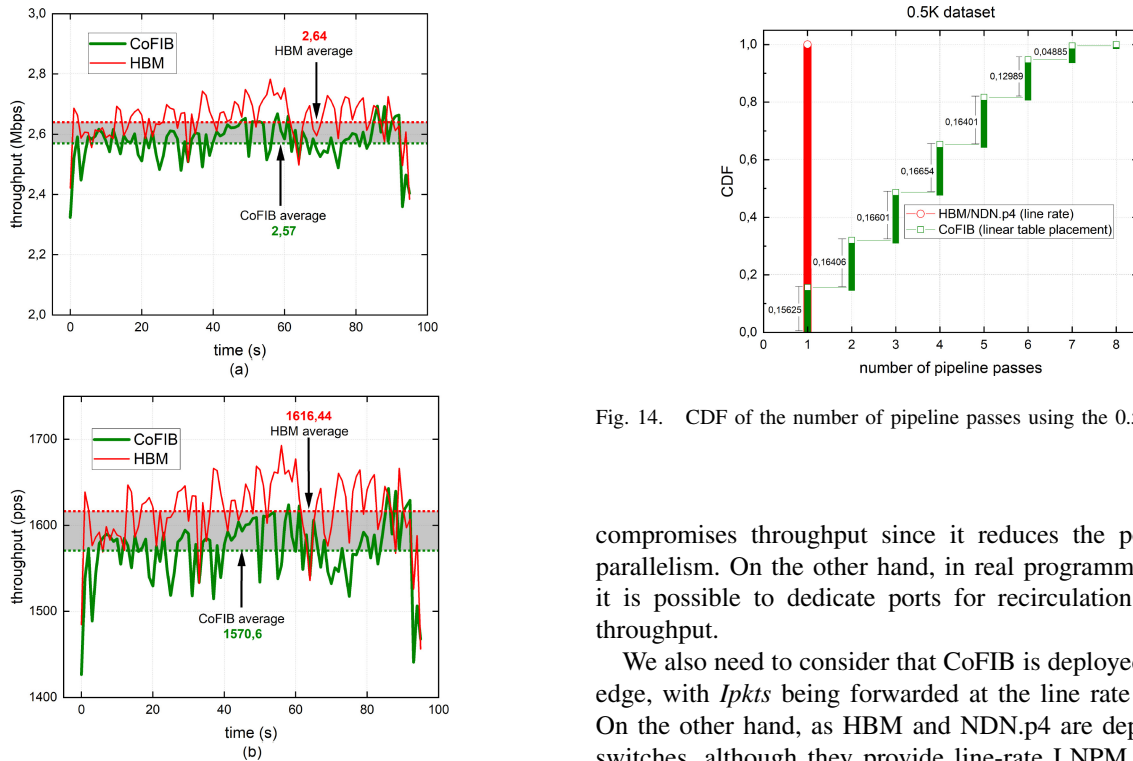 3,0
2,8
2,6
2,4
2,2
2,0
throughput (Mbps)
CoFIB
HBM
2,64
HBM average
CoFIB average
2,57
0
20
40
60
80
100
time (s)
(a)
1700
1600
1500
1400
throughput (pps)
CoFIB
HBM
1616,44
HBM average
CoFIB average
1570,6
0
20
40
60
80
100
time (s)
(b)
0.5K dataset
1,0
0,8
0,6
0,4
0,2
0,0
CDF
0,15625
0,16406
0,16601
0,16654
0,16401
0,12989
0,04885
HBM/NDN.p4 (line rate)
CoFIB (linear table placement)
0
1
2
3
4
5
6
7
8
number of pipeline passes
Fig. 14. CDF of the number of pipeline passes using the
compromises throughput since it reduces the
parallelism. On the other hand, in real
it is possible to dedicate ports for recirculation
throughput.
We also need to consider that CoFIB is
edge, with Ipkts being forwarded at the line rate
On the other hand, as HBM and NDN.p4 are
switches, although they provide line-rate LNPM